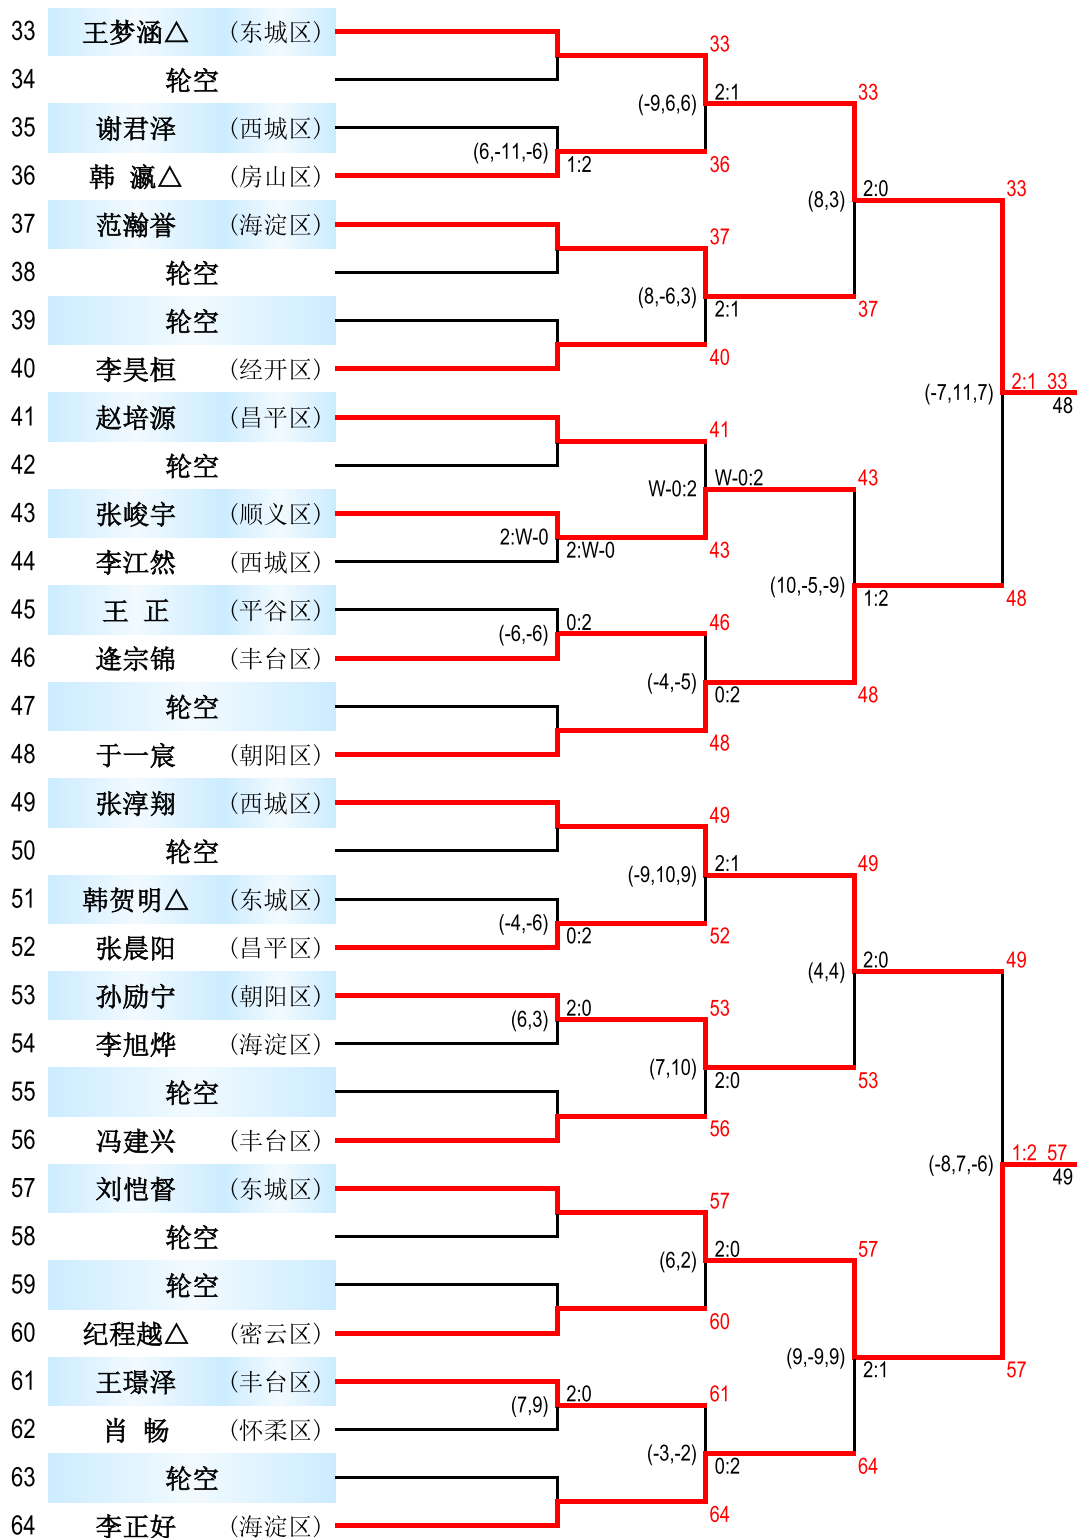 33 王梦涵△ (东城区)
33
34 轮空
(-9,6,6) 2:1 33
35 谢君泽 (西城区)
(6,-11,-6) 1:2 36
36 韩 瀛△ (房山区)
(8,3) 2:0 33
37 范瀚誉 (海淀区)
37
38 轮空
(8,-6,3) 2:1 37
39 轮空
40
40 李昊桓 (经开区)
(-7,11,7) 2:1 33
48
41 赵培源 (昌平区)
41
42 轮空
W-0:2 W-0:2 43
43 张峻宇 (顺义区)
2:W-0 2:W-0 43
44 李江然 (西城区)
(10,-5,-9) 1:2 48
45 王 正 (平谷区)
(-6,-6) 0:2 46
46 逄宗锦 (丰台区)
(-4,-5) 0:2 48
47 轮空
48
48 于一宸 (朝阳区)
49 张淳翔 (西城区)
49
50 轮空
(-9,10,9) 2:1 49
51 韩贺明△ (东城区)
(-4,-6) 0:2 52
52 张晨阳 (昌平区)
(4,4) 2:0 49
53 孙励宁 (朝阳区)
(6,3) 2:0 53
54 李旭烨 (海淀区)
(7,10) 2:0 53
55 轮空
56
56 冯建兴 (丰台区)
(-8,7,-6) 1:2 57
49
57 刘恺督 (东城区)
57
58 轮空
(6,2) 2:0 57
59 轮空
60
60 纪程越△ (密云区)
(9,-9,9) 2:1 57
61 王璟泽 (丰台区)
(7,9) 2:0 61
62 肖 畅 (怀柔区)
(-3,-2) 0:2 64
63 轮空
64
64 李正好 (海淀区)